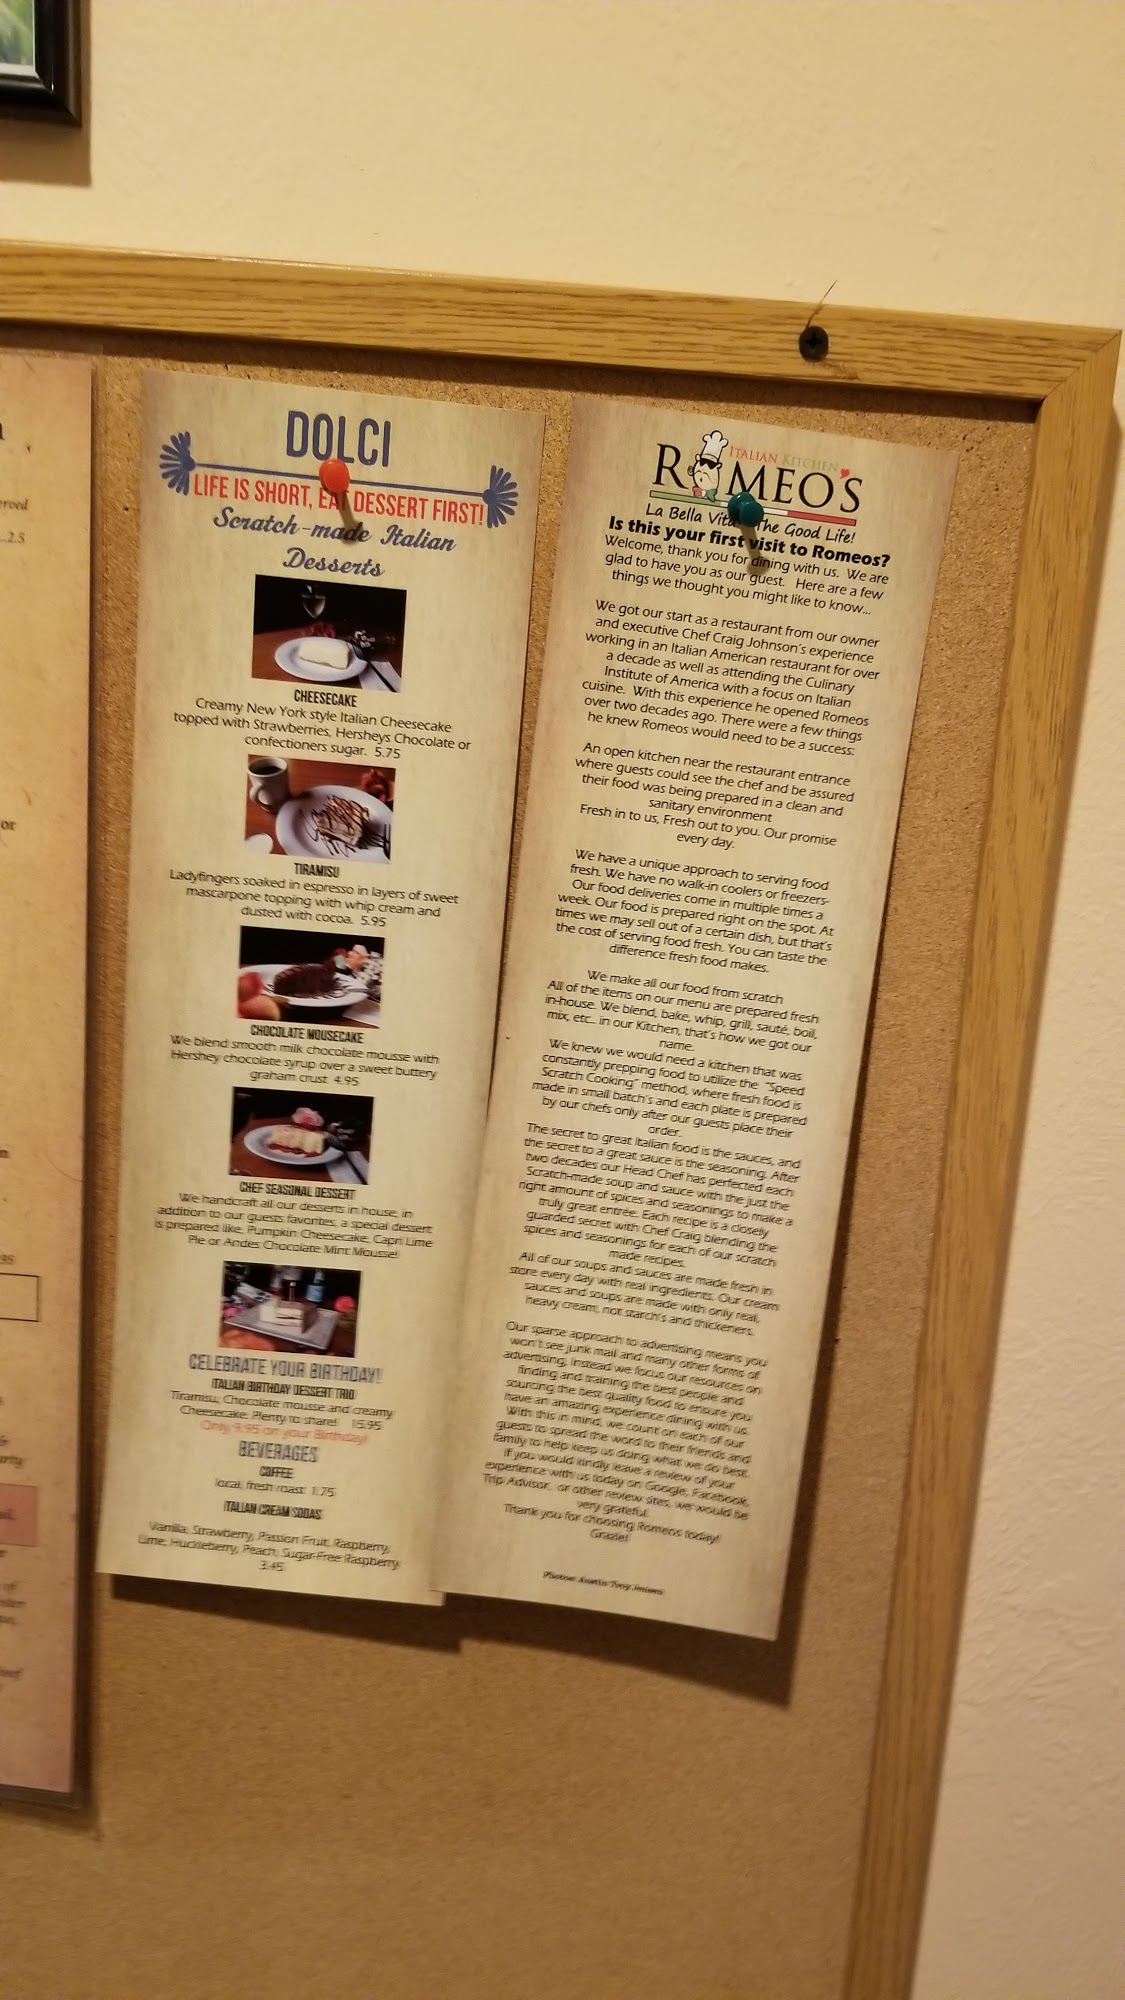 DOLCI
LIFE IS SHORT, EAT DESSERT FIRST!
Scratch-made Italian
Desserts
CHEESECAKE
Creamy New York style Italian Cheesecake
topped with Strawberries, Hersheys Chocolate or
confectioners sugar. 5.75
TIRAMISU
Ladyfingers soaked in espresso in layers of sweet
mascarpone topping with whip cream and
dusted with cocoa. 5.95
CHOCOLATE MOUSECAKE
We blend smooth milk chocolate mousse with
Hershey chocolate syrup over a sweet buttery
graham crust 4.95
CHEF SEASONAL DESSERT
We handcraft all our desserts in house, in
addition to our guests favorites, a special dessert
is prepared like, Pumpkin Cheesecake, Capri Lime
Pie or Andes Chocolate Mint Mousse!
CELEBRATE YOUR BIRTHDAY!
ITALIAN BIRTHDAY DESSERT TRIO
Tiramisu, Chocolate mousse and creamy
Cheesecake. Plenty to share! 15.95
Only 9.95 on your Birthday!
BEVERAGES
COFFEE
local, fresh roast 1.75
ITALIAN CREAM SODAS
Vanilla, Strawberry, Passion Fruit, Raspberry,
Lime, Huckleberry, Peach, Sugar-Free Raspberry
3.45
ITALIAN KITCHEN
ROMEO'S
La Bella Vita The Good Life!
Is this your first visit to Romeos?
Welcome, thank you for dining with us. We are
glad to have you as our guest. Here are a few
things we thought you might like to know...
We got our start as a restaurant from our owner
and executive Chef Craig Johnson's experience
working in an Italian American restaurant for over
a decade as well as attending the Culinary
Institute of America with a focus on Italian
cuisine. With this experience he opened Romeos
over two decades ago. There were a few things
he knew Romeos would need to be a success:
An open kitchen near the restaurant entrance
where guests could see the chef and be assured
their food was being prepared in a clean and
sanitary environment
Fresh in to us, Fresh out to you. Our promise
every day.
We have a unique approach to serving food
fresh. We have no walk-in coolers or freezers-
Our food deliveries come in multiple times a
week. Our food is prepared right on the spot. At
times we may sell out of a certain dish, but that's
the cost of serving food fresh. You can taste the
difference fresh food makes.
We make all our food from scratch
All of the items on our menu are prepared fresh
in-house. We blend, bake, whip, grill, sauté, boil,
mix, etc.. in our Kitchen, that's how we got our
name.
We knew we would need a kitchen that was
constantly prepping food to utilize the "Speed
Scratch Cooking" method, where fresh food is
made in small batch's and each plate is prepared
by our chefs only after our guests place their
order.
The secret to great Italian food is the sauces, and
the secret to a great sauce is the seasoning. After
two decades our Head Chef has perfected each
Scratch-made soup and sauce with the just the
right amount of spices and seasonings to make a
truly great entrée. Each recipe is a closely
guarded secret with Chef Craig blending the
spices and seasonings for each of our scratch
made recipes.
All of our soups and sauces are made fresh in
store every day with real ingredients. Our cream
sauces and soups are made with only real,
heavy cream, not starch's and thickeners.
Our sparse approach to advertising means you
won't see junk mail and many other forms of
advertising, instead we focus our resources on
finding and training the best people and
sourcing the best quality food to ensure you
have an amazing experience dining with us.
With this in mind, we count on each of our
guests to spread the word to their friends and
family to help keep us doing what we do best.
If you would kindly leave a review of your
experience with us today on Google, Facebook,
Trip Advisor, or other review sites, we would be
very grateful.
Thank you for choosing Romeos today!
Grazie!